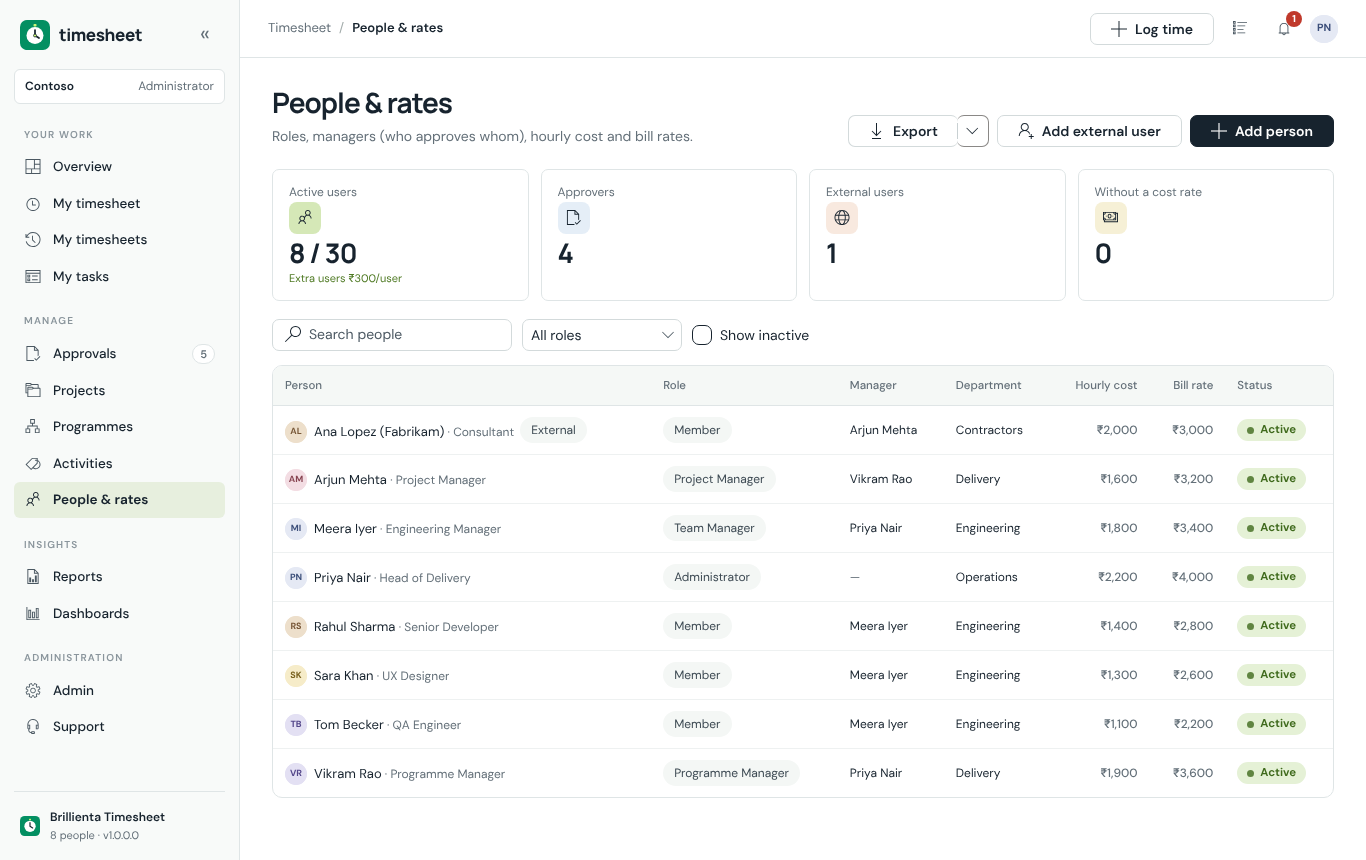 timesheet
Contoso Administrator
YOUR WORK
Overview
My timesheet
My timesheets
My tasks
MANAGE
Approvals 5
Projects
Programmes
Activities
People & rates
INSIGHTS
Reports
Dashboards
ADMINISTRATION
Admin
Support
Brillienta Timesheet
8 people · v1.0.0.0
Timesheet / People & rates
Log time
1
PN
People & rates
Roles, managers (who approves whom), hourly cost and bill rates.
Export
Add external user
Add person
Active users
8 / 30
Extra users ₹300/user
Approvers
4
External users
1
Without a cost rate
0
Search people
All roles
Show inactive
Person Role Manager Department Hourly cost Bill rate Status
AL Ana Lopez (Fabrikam) · Consultant External Member Arjun Mehta Contractors ₹2,000 ₹3,000 Active
AM Arjun Mehta · Project Manager Project Manager Vikram Rao Delivery ₹1,600 ₹3,200 Active
MI Meera Iyer · Engineering Manager Team Manager Priya Nair Engineering ₹1,800 ₹3,400 Active
PN Priya Nair · Head of Delivery Administrator — Operations ₹2,200 ₹4,000 Active
RS Rahul Sharma · Senior Developer Member Meera Iyer Engineering ₹1,400 ₹2,800 Active
SK Sara Khan · UX Designer Member Meera Iyer Engineering ₹1,300 ₹2,600 Active
TB Tom Becker · QA Engineer Member Meera Iyer Engineering ₹1,100 ₹2,200 Active
VR Vikram Rao · Programme Manager Programme Manager Priya Nair Delivery ₹1,900 ₹3,600 Active